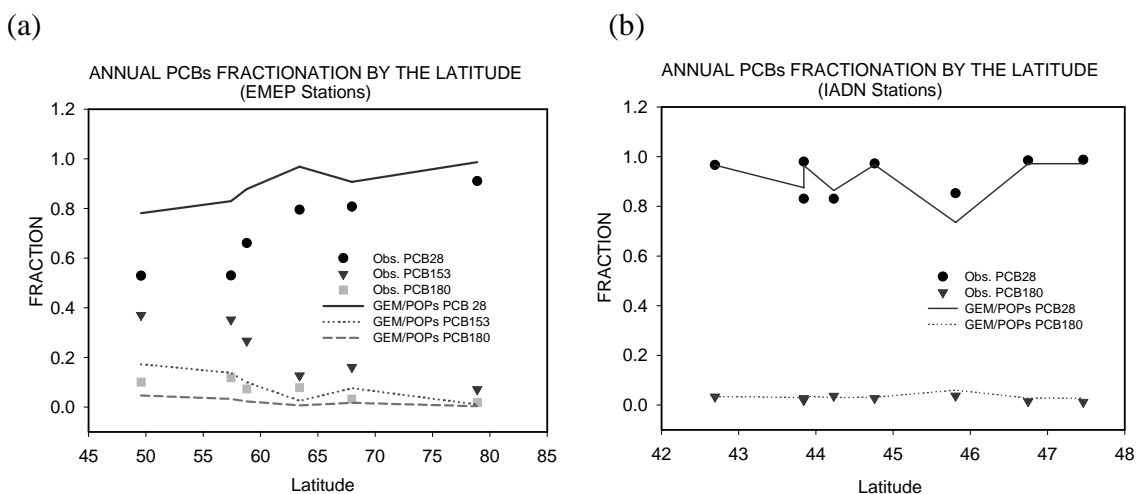 (a)
ANNUAL PCBs FRACTIONATION BY THE LATITUDE
(EMEP Stations)
1.2
1.0
0.8
0.6
0.4
0.2
0.0
FRACTION
Obs. PCB28
Obs. PCB153
Obs. PCB180
GEM/POPs PCB 28
GEM/POPs PCB153
GEM/POPs PCB180
45 50 55 60 65 70 75 80 85
Latitude
(b)
ANNUAL PCBs FRACTIONATION BY THE LATITUDE
(IADN Stations)
1.2
1.0
0.8
0.6
0.4
0.2
0.0
FRACTION
Obs. PCB28
Obs. PCB180
GEM/POPs PCB28
GEM/POPs PCB180
42 43 44 45 46 47 48
Latitude